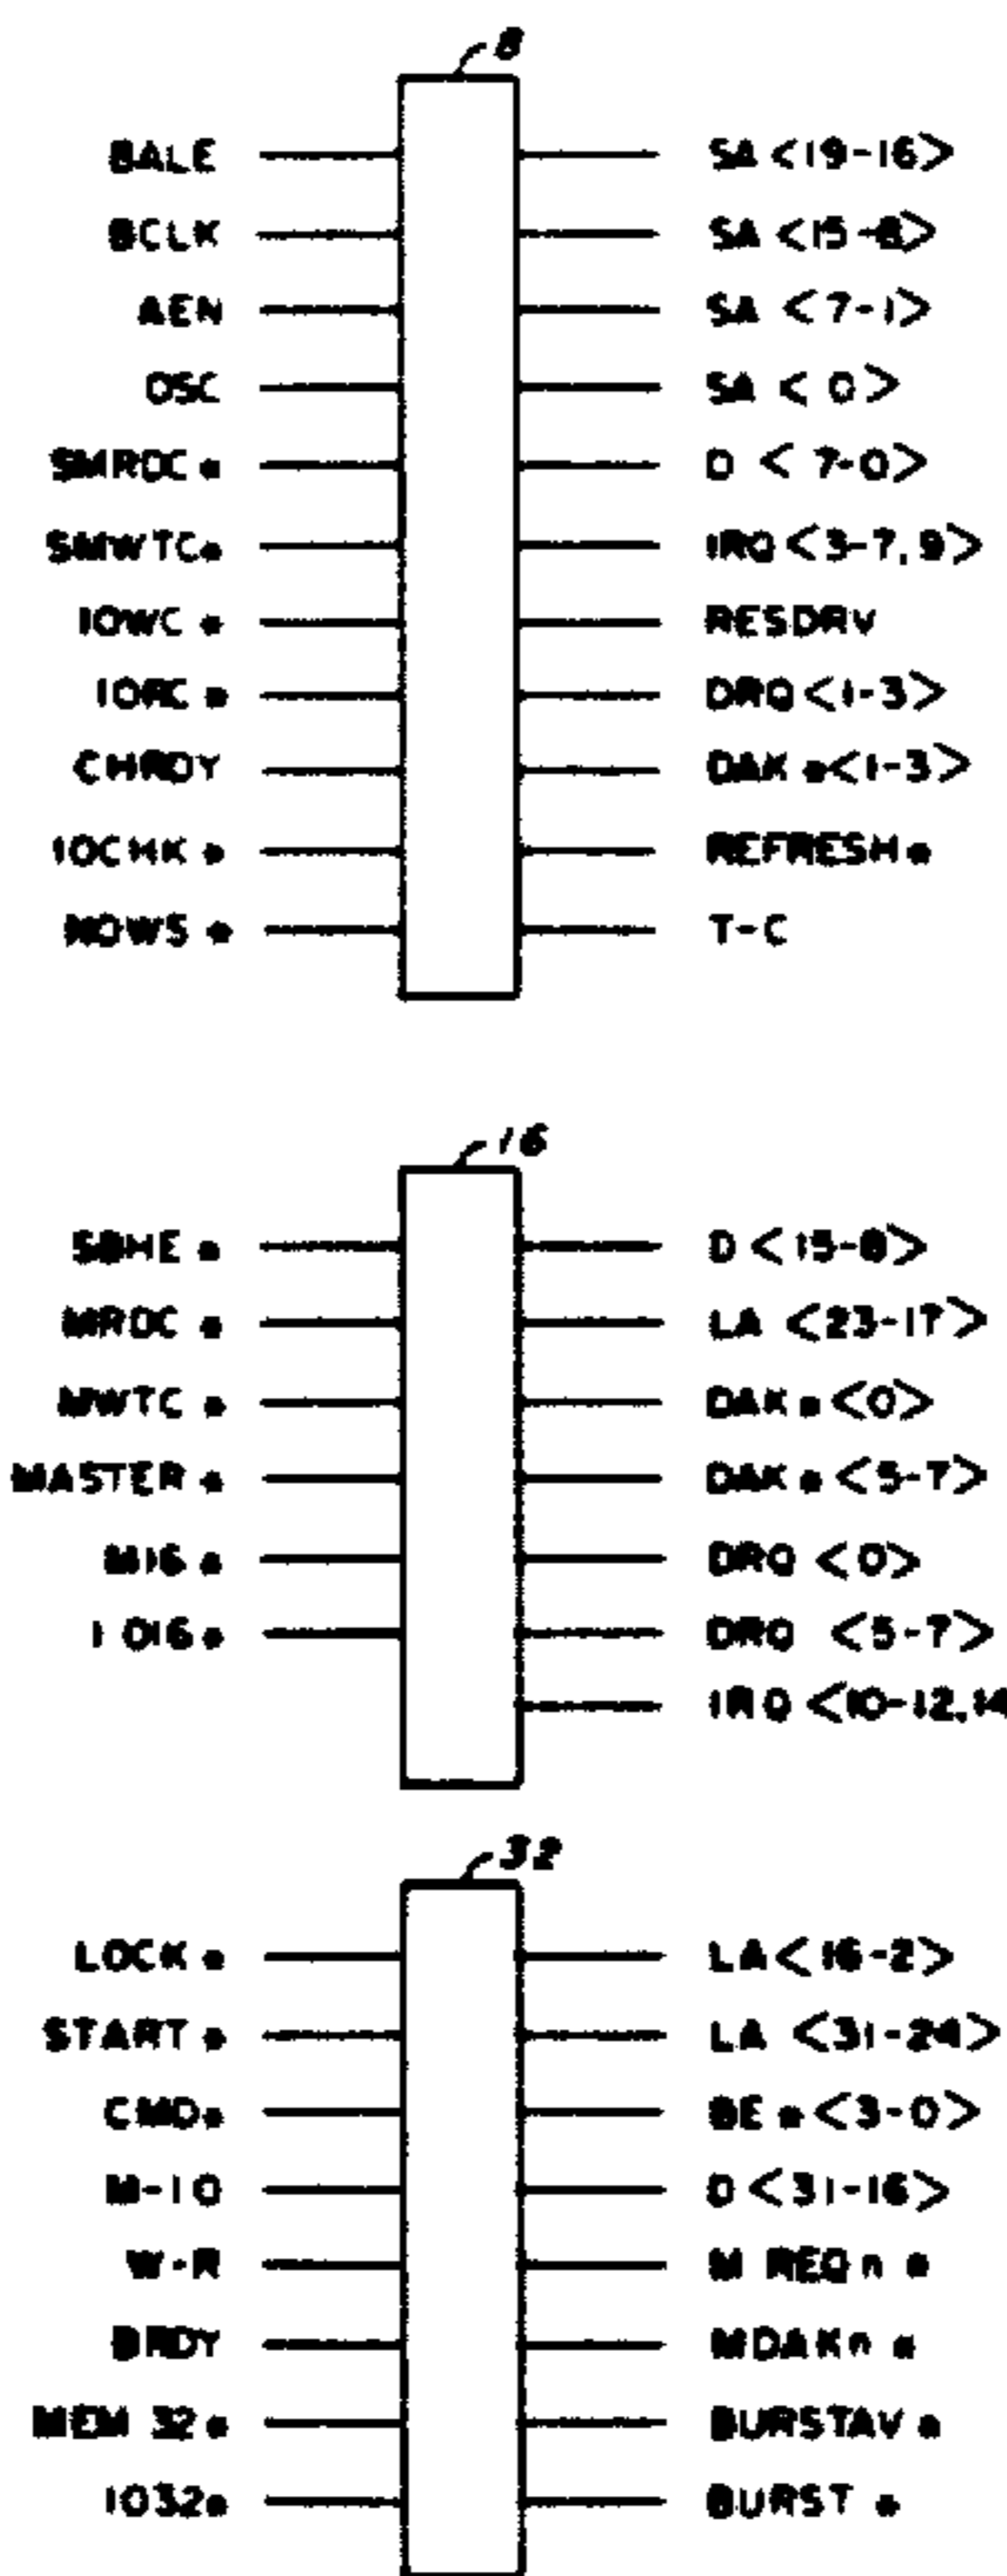 8
BALE SA <19-16>
BCLK SA <15-8>
AEN SA <7-1>
OSC SA <0>
SMRDC* D <7-0>
SMWTC* IRQ <3-7,9>
IOWC* RESDRV
IORC* DRQ <1-3>
CHRDY DAK*<1-3>
IOCHK* REFRESH*
NOWS* T-C
16
SBHE* D <15-8>
MRDC* LA <23-17>
MWTC* DAK*<0>
MASTER* DAK*<5-7>
M16* DRQ <0>
IO16* DRQ <5-7>
IRQ <10-12,14
32
LOCK* LA<16-2>
START* LA <31-24>
CMD* BE*<3-0>
M-IO D<31-16>
W-R M REQn*
BRDY MDAKn*
MEM 32* BURSTAV*
IO32* BURST*